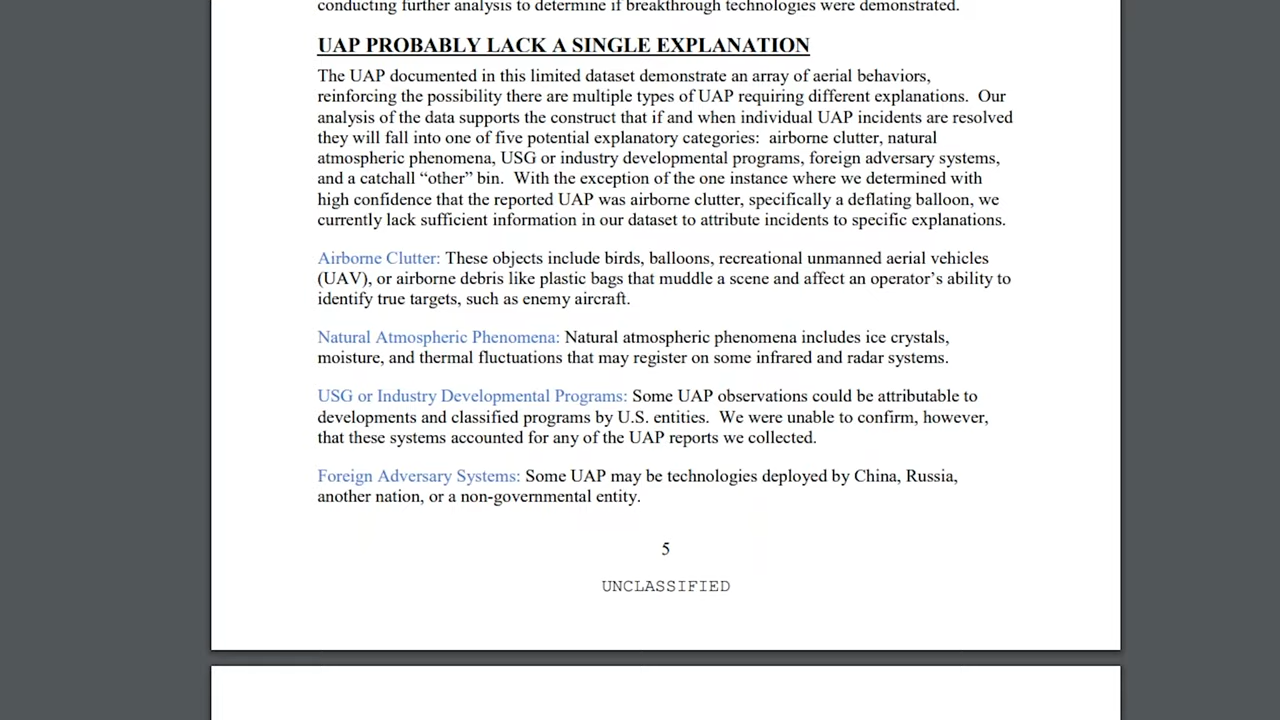 conducting further analysis to determine if breakthrough technologies were demonstrated.
UAP PROBABLY LACK A SINGLE EXPLANATION
The UAP documented in this limited dataset demonstrate an array of aerial behaviors,
reinforcing the possibility there are multiple types of UAP requiring different explanations.  Our
analysis of the data supports the construct that if and when individual UAP incidents are resolved
they will fall into one of five potential explanatory categories:  airborne clutter, natural
atmospheric phenomena, USG or industry developmental programs, foreign adversary systems,
and a catchall “other” bin.  With the exception of the one instance where we determined with
high confidence that the reported UAP was airborne clutter, specifically a deflating balloon, we
currently lack sufficient information in our dataset to attribute incidents to specific explanations.
Airborne Clutter: These objects include birds, balloons, recreational unmanned aerial vehicles
(UAV), or airborne debris like plastic bags that muddle a scene and affect an operator’s ability to
identify true targets, such as enemy aircraft.
Natural Atmospheric Phenomena: Natural atmospheric phenomena includes ice crystals,
moisture, and thermal fluctuations that may register on some infrared and radar systems.
USG or Industry Developmental Programs: Some UAP observations could be attributable to
developments and classified programs by U.S. entities.  We were unable to confirm, however,
that these systems accounted for any of the UAP reports we collected.
Foreign Adversary Systems: Some UAP may be technologies deployed by China, Russia,
another nation, or a non-governmental entity.
5
UNCLASSIFIED